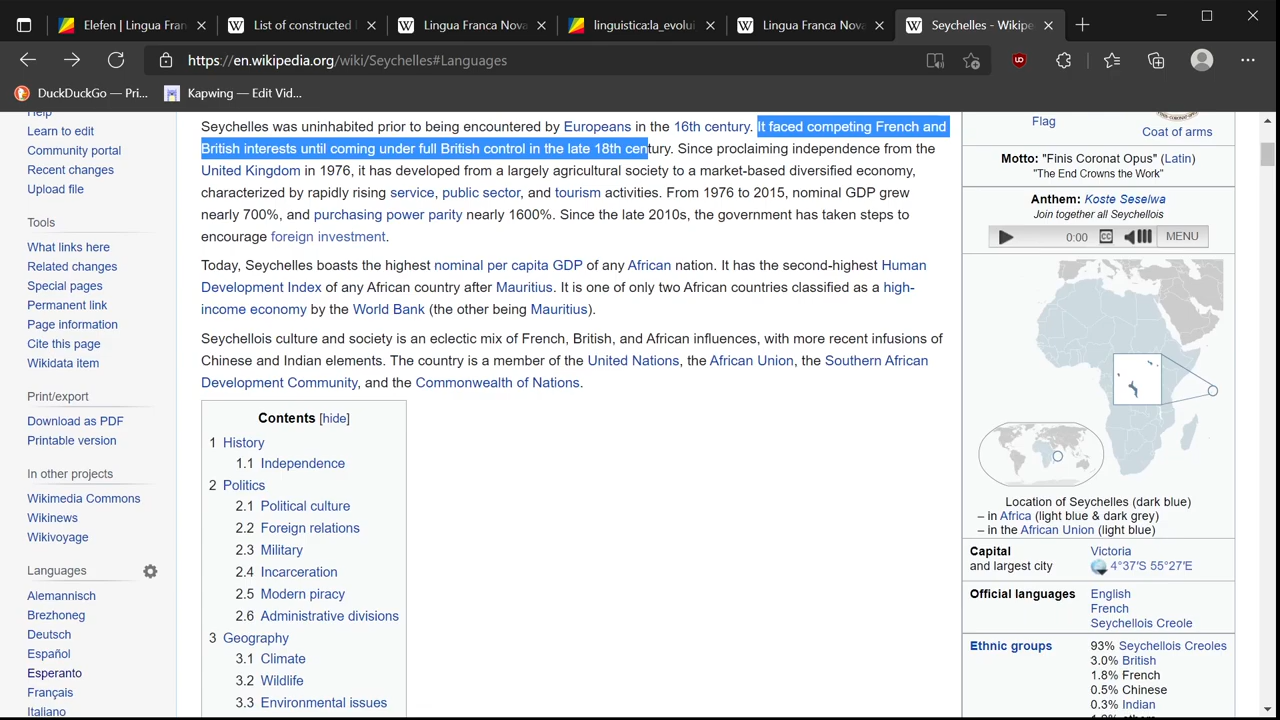 Elefen | Lingua Fran
List of constructed
Lingua Franca Nova
linguistica:la_evolui
Lingua Franca Nova
Seychelles - Wikipe
https://en.wikipedia.org/wiki/Seychelles#Languages
DuckDuckGo — Pri...
Kapwing — Edit Vid...
Help
Learn to edit
Community portal
Recent changes
Upload file
Tools
What links here
Related changes
Special pages
Permanent link
Page information
Cite this page
Wikidata item
Print/export
Download as PDF
Printable version
In other projects
Wikimedia Commons
Wikinews
Wikivoyage
Languages
Alemannisch
Brezhoneg
Deutsch
Español
Esperanto
Français
Italiano
Seychelles was uninhabited prior to being encountered by Europeans in the 16th century. It faced competing French and
British interests until coming under full British control in the late 18th century. Since proclaiming independence from the
United Kingdom in 1976, it has developed from a largely agricultural society to a market-based diversified economy,
characterized by rapidly rising service, public sector, and tourism activities. From 1976 to 2015, nominal GDP grew
nearly 700%, and purchasing power parity nearly 1600%. Since the late 2010s, the government has taken steps to
encourage foreign investment.
Today, Seychelles boasts the highest nominal per capita GDP of any African nation. It has the second-highest Human
Development Index of any African country after Mauritius. It is one of only two African countries classified as a high-
income economy by the World Bank (the other being Mauritius).
Seychellois culture and society is an eclectic mix of French, British, and African influences, with more recent infusions of
Chinese and Indian elements. The country is a member of the United Nations, the African Union, the Southern African
Development Community, and the Commonwealth of Nations.
Contents [hide]
1 History
1.1 Independence
2 Politics
2.1 Political culture
2.2 Foreign relations
2.3 Military
2.4 Incarceration
2.5 Modern piracy
2.6 Administrative divisions
3 Geography
3.1 Climate
3.2 Wildlife
3.3 Environmental issues
Flag
Coat of arms
Motto: "Finis Coronat Opus" (Latin)
"The End Crowns the Work"
Anthem: Koste Seselwa
Join together all Seychellois
0:00 CC MENU
Location of Seychelles (dark blue)
– in Africa (light blue & dark grey)
– in the African Union (light blue)
Capital
and largest city
Victoria
4°37′S 55°27′E
Official languages
English
French
Seychellois Creole
Ethnic groups
93% Seychellois Creoles
3.0% British
1.8% French
0.5% Chinese
0.3% Indian